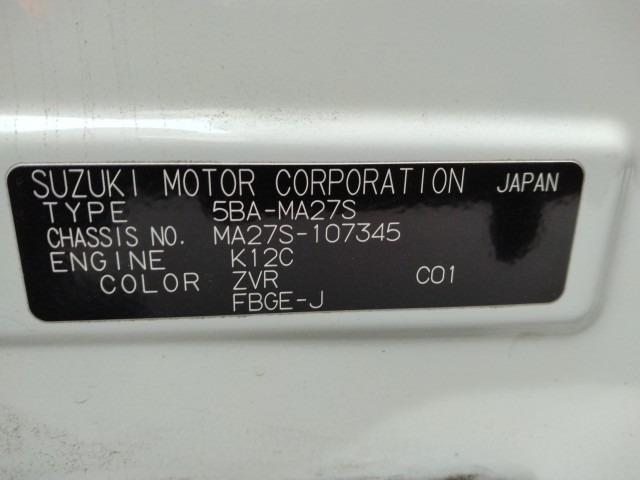 SUZUKI MOTOR CORPORATION JAPAN
TYPE 5BA-MA27S
CHASSIS NO. MA27S-107345
ENGINE K12C
COLOR ZVR C01
FBGE-J